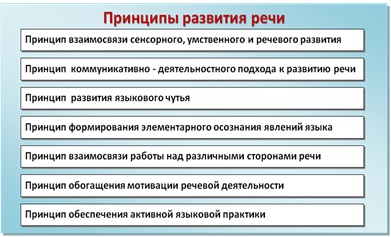 Принципы развития речи
Принцип взаимосвязи сенсорного, умственного и речевого развития
Принцип коммуникативно - деятельностного подхода к развитию речи
Принцип развития языкового чутья
Принцип формирования элементарного осознания явлений языка
Принцип взаимосвязи работы над различными сторонами речи
Принцип обогащения мотивации речевой деятельности
Принцип обеспечения активной языковой практики